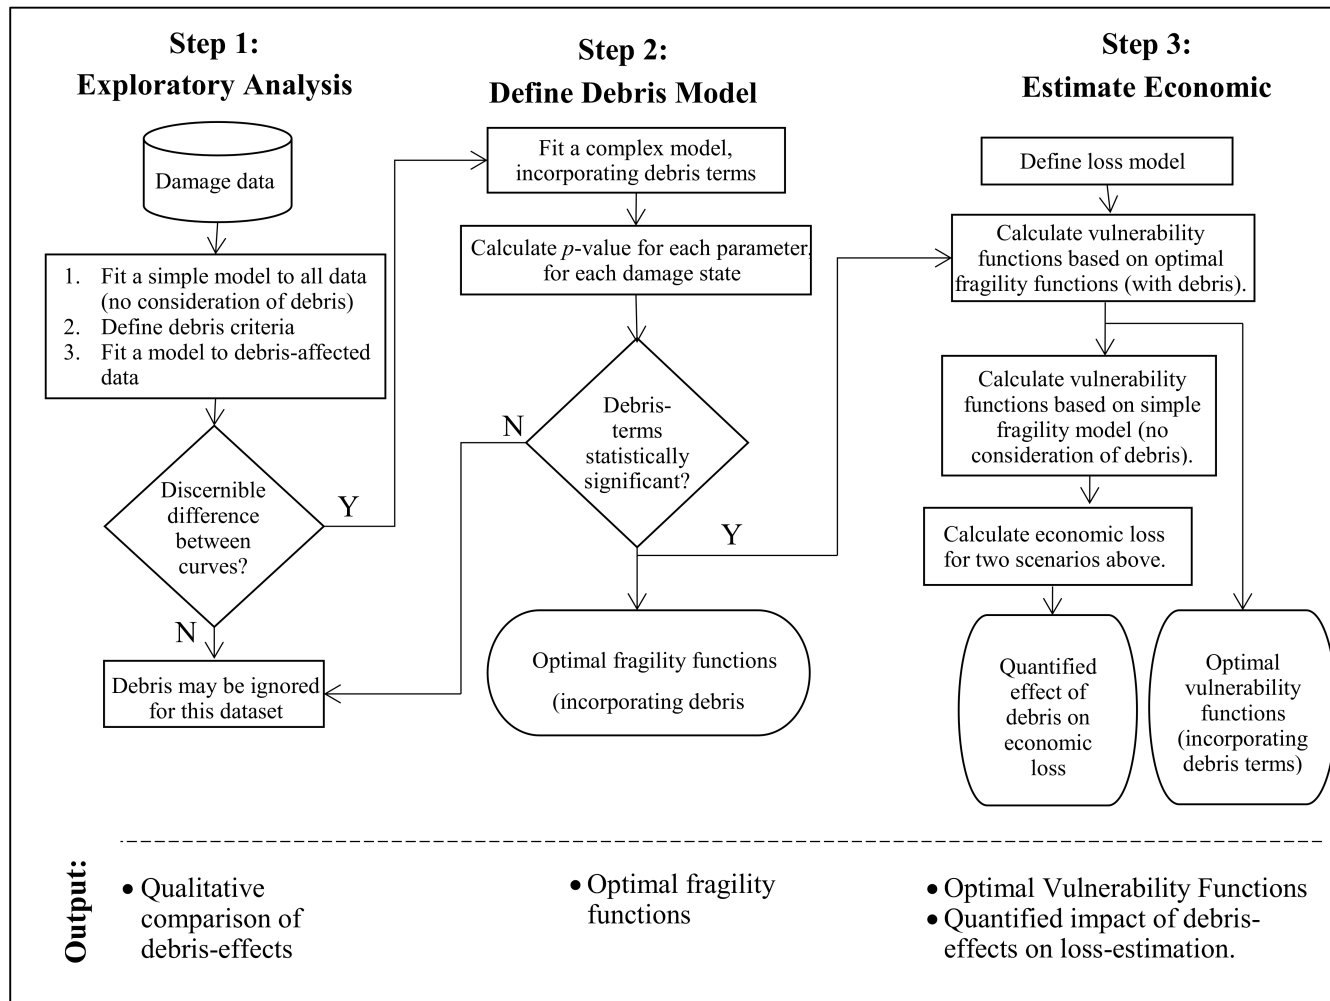 Step 1:
Exploratory Analysis
Damage data
1. Fit a simple model to all data
(no consideration of debris)
2. Define debris criteria
3. Fit a model to debris-affected
data
Discernible
difference
between
curves?
Y
N
Debris may be ignored
for this dataset
Step 2:
Define Debris Model
Fit a complex model,
incorporating debris terms
Calculate p-value for each parameter,
for each damage state
Debris-
terms
statistically
significant?
N
Y
Optimal fragility functions
(incorporating debris
Step 3:
Estimate Economic
Define loss model
Calculate vulnerability
functions based on optimal
fragility functions (with debris).
Calculate vulnerability
functions based on simple
fragility model (no
consideration of debris).
Calculate economic loss
for two scenarios above.
Quantified
effect of
debris on
economic
loss
Optimal
vulnerability
functions
(incorporating
debris terms)
Output:
• Qualitative
comparison of
debris-effects
• Optimal fragility
functions
• Optimal Vulnerability Functions
• Quantified impact of debris-
effects on loss-estimation.